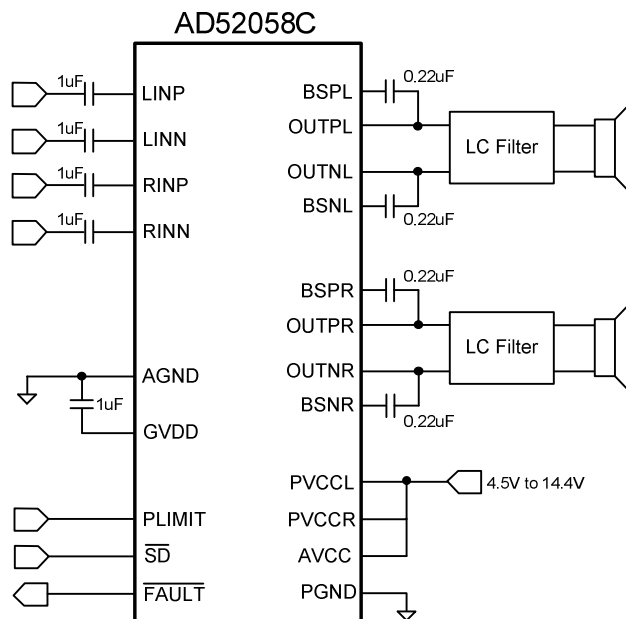 AD52058C
1uF
LINP
1uF
LINN
1uF
RINP
1uF
RINN
AGND
1uF
GVDD
PLIMIT
SD
FAULT
BSPL
0.22uF
OUTPL
LC Filter
OUTNL
BSNL
0.22uF
BSPR
0.22uF
OUTPR
LC Filter
OUTNR
BSNR
0.22uF
PVCCL
4.5V to 14.4V
PVCCR
AVCC
PGND